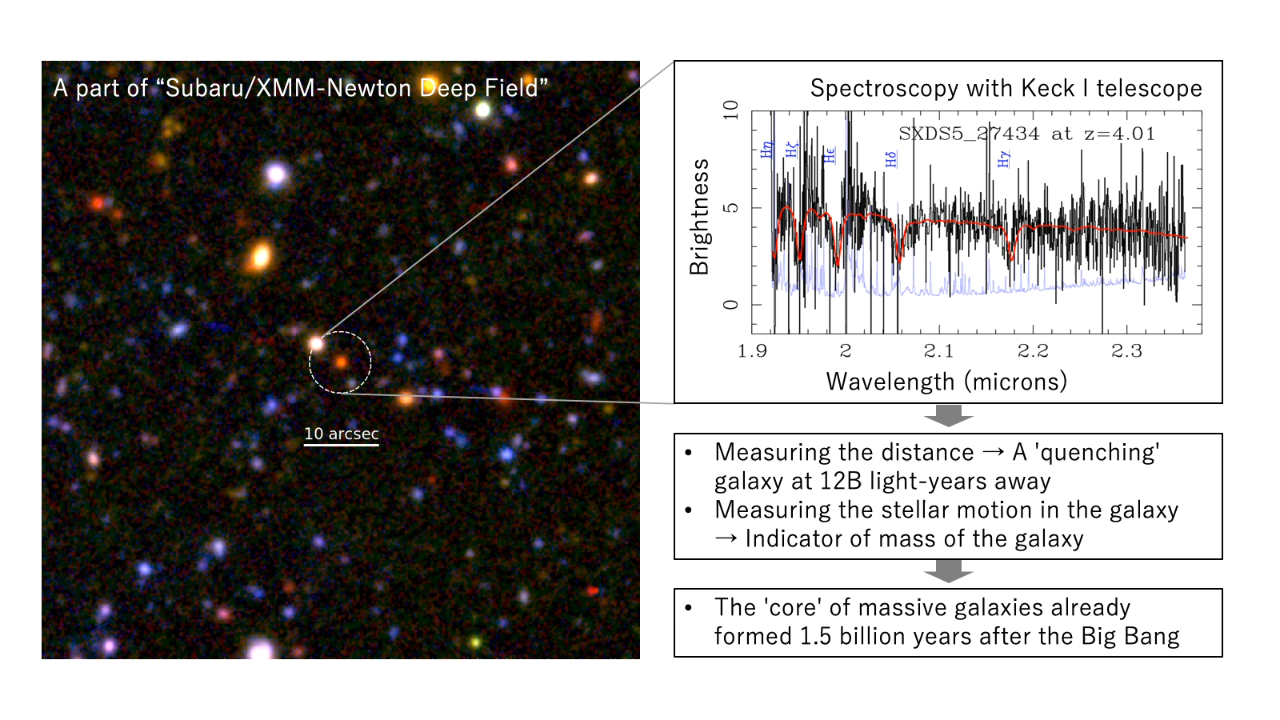 A part of “Subaru/XMM-Newton Deep Field”
10 arcsec
Spectroscopy with Keck I telescope
SXDS5_27434 at z=4.01
Hη
Hζ
Hε
Hδ
Hγ
10
5
0
Brightness
1.9
2
2.1
2.2
2.3
Wavelength (microns)
• Measuring the distance → A 'quenching'
galaxy at 12B light-years away
• Measuring the stellar motion in the galaxy
→ Indicator of mass of the galaxy
• The 'core' of massive galaxies already
formed 1.5 billion years after the Big Bang